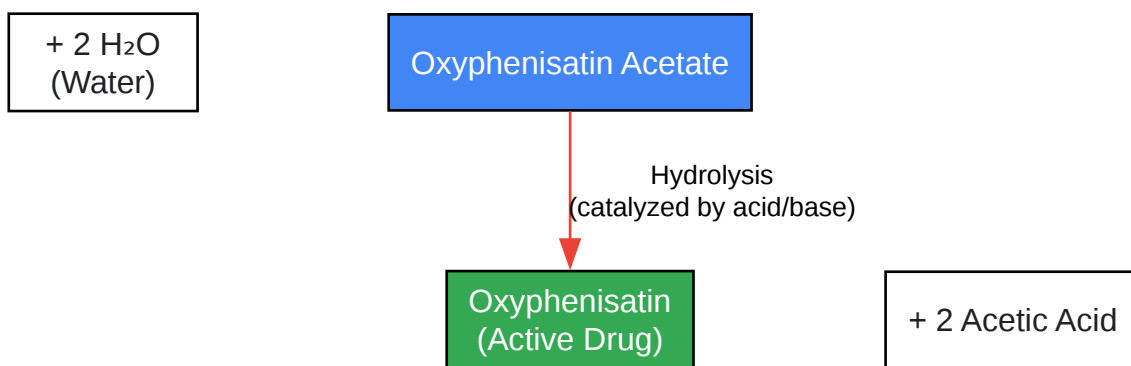 + 2 H₂O
(Water)
Oxyphenisatin Acetate
Hydrolysis
(catalyzed by acid/base)
Oxyphenisatin
(Active Drug)
+ 2 Acetic Acid